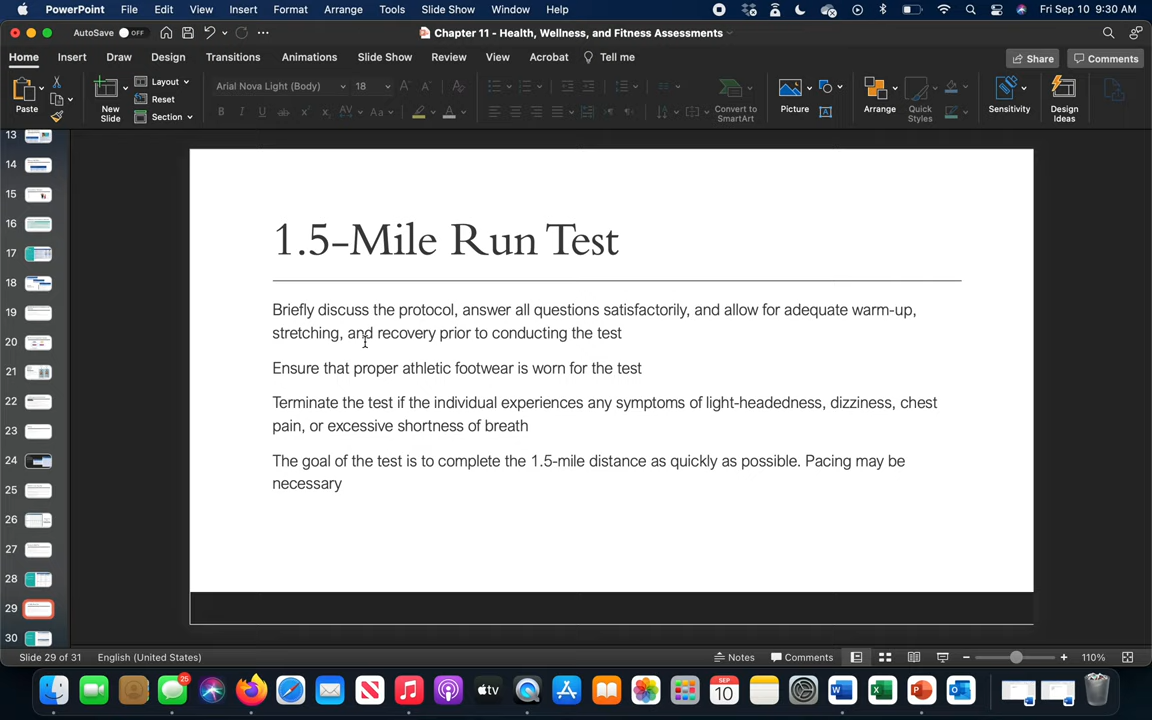 PowerPoint File Edit View Insert Format Arrange Tools Slide Show Window Help Fri Sep 10 9:30 AM
AutoSave OFF Chapter 11 - Health, Wellness, and Fitness Assessments
Home Insert Draw Design Transitions Animations Slide Show Review View Acrobat Tell me Share Comments
Paste New Slide Layout Reset Section Arial Nova Light (Body) 18 Convert to SmartArt Picture Arrange Quick Styles Sensitivity Design Ideas
13
14
15
16
17
18
19
20
21
22
23
24
25
26
27
28
29
30
1.5–Mile Run Test
Briefly discuss the protocol, answer all questions satisfactorily, and allow for adequate warm-up,
stretching, and recovery prior to conducting the test
Ensure that proper athletic footwear is worn for the test
Terminate the test if the individual experiences any symptoms of light-headedness, dizziness, chest
pain, or excessive shortness of breath
The goal of the test is to complete the 1.5-mile distance as quickly as possible. Pacing may be
necessary
Slide 29 of 31 English (United States) Notes Comments 110%
25 tv SEP 10